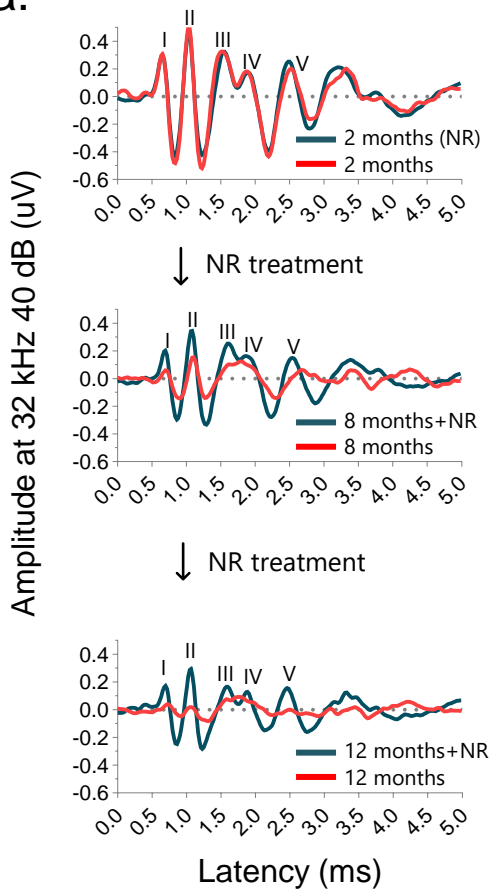 a.
Amplitude at 32 kHz 40 dB (uV)
I II III IV V
0.4
0.2
0.0
-0.2
-0.4
-0.6
2 months (NR)
2 months
0.0 0.5 1.0 1.5 2.0 2.5 3.0 3.5 4.0 4.5 5.0
↓ NR treatment
I II III IV V
0.4
0.2
0.0
-0.2
-0.4
-0.6
8 months+NR
8 months
0.0 0.5 1.0 1.5 2.0 2.5 3.0 3.5 4.0 4.5 5.0
↓ NR treatment
I II III IV V
0.4
0.2
0.0
-0.2
-0.4
-0.6
12 months+NR
12 months
0.0 0.5 1.0 1.5 2.0 2.5 3.0 3.5 4.0 4.5 5.0
Latency (ms)